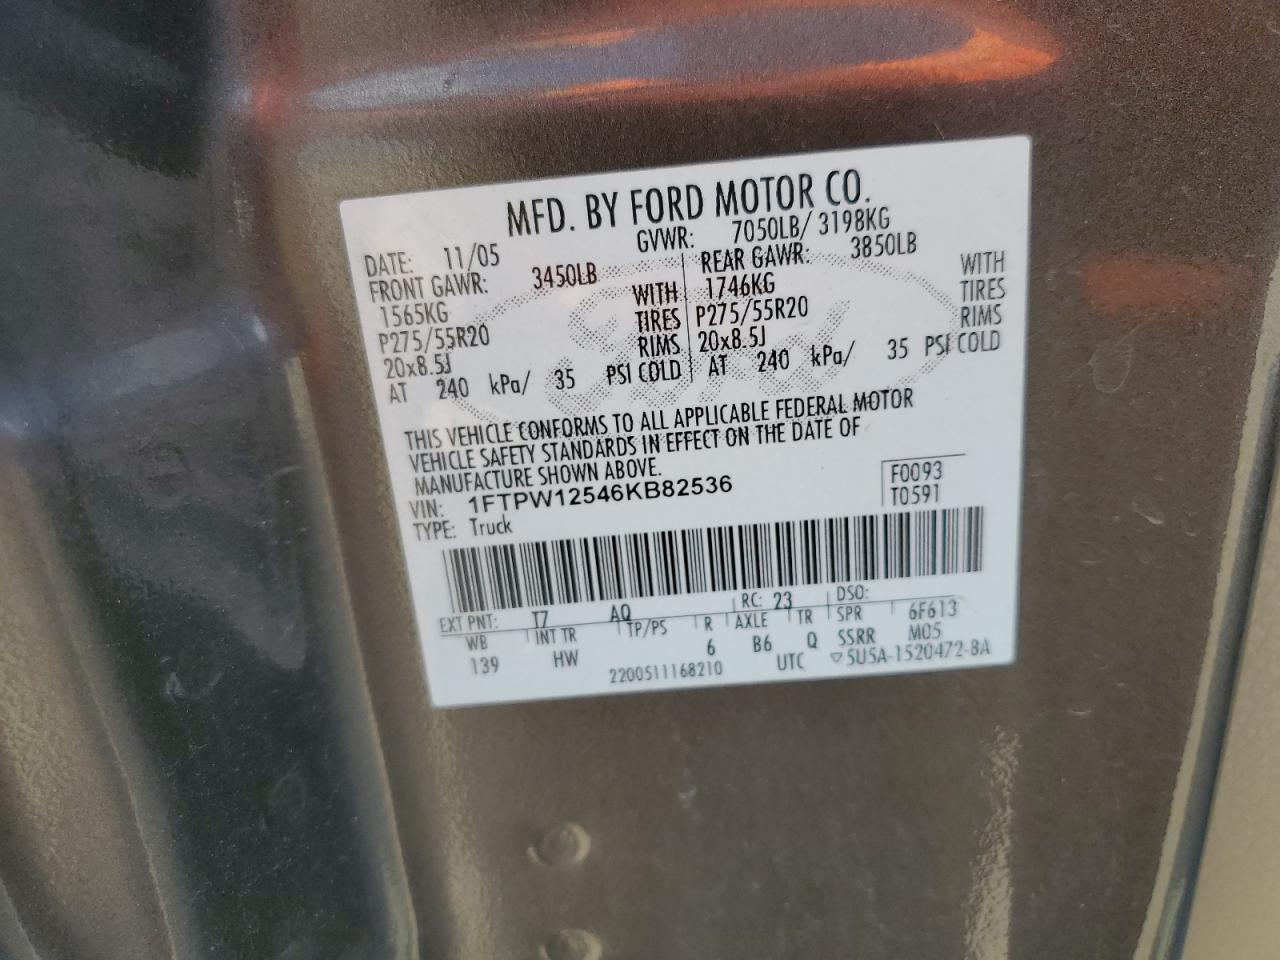 MFD. BY FORD MOTOR CO.
DATE: 11/05 GVWR: 7050LB/ 3198KG
FRONT GAWR: 3450LB REAR GAWR: 3850LB
1565KG WITH 1746KG WITH
P275/55R20 TIRES P275/55R20 TIRES
20x8.5J RIMS 20x8.5J RIMS
AT 240 kPa/ 35 PSI COLD AT 240 kPa/ 35 PSI COLD
THIS VEHICLE CONFORMS TO ALL APPLICABLE FEDERAL MOTOR
VEHICLE SAFETY STANDARDS IN EFFECT ON THE DATE OF
MANUFACTURE SHOWN ABOVE.
VIN: 1FTPW12546KB82536 F0093
TYPE: Truck T0591
EXT PNT: T7 AQ RC: 23 DSO:
WB INT TR TP/PS R AXLE TR SPR 6F613
139 HW 6 B6 Q SSRR M05
2200511168210 UTC ▽5U5A-1520472-BA